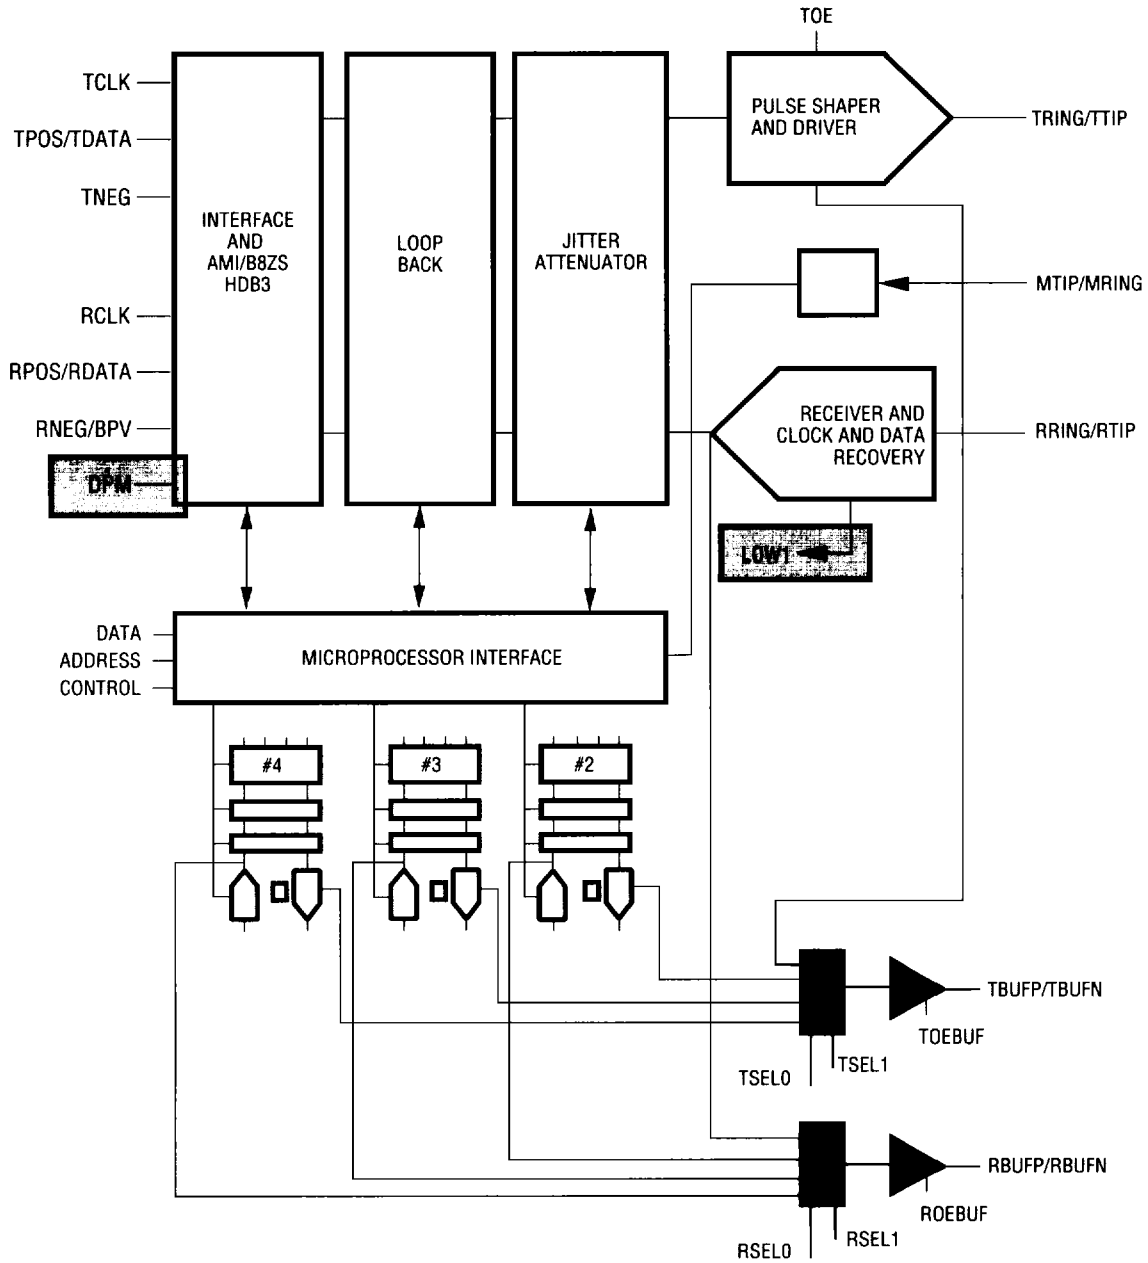 TOE
TCLK
TPOS/TDATA
TNEG
RCLK
RPOS/RDATA
RNEG/BPV
DPM
INTERFACE
AND
AMI/B8ZS
HDB3
LOOP
BACK
JITTER
ATTENUATOR
PULSE SHAPER
AND DRIVER
TRING/TTIP
MTIP/MRING
RECEIVER AND
CLOCK AND DATA
RECOVERY
RRING/RTIP
LOW1
DATA
ADDRESS
CONTROL
MICROPROCESSOR INTERFACE
#4
#3
#2
TBUFP/TBUFN
TOEBUF
TSEL0
TSEL1
RBUFP/RBUFN
ROEBUF
RSEL0
RSEL1